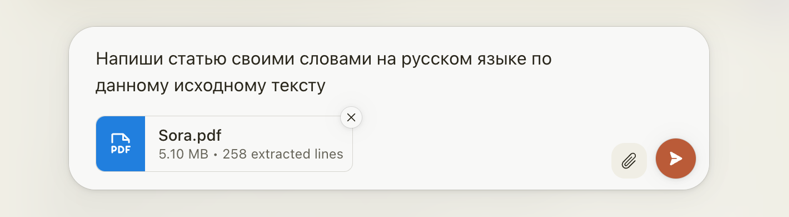 Напиши статью своими словами на русском языке по
данному исходному тексту
PDF
Sora.pdf
5.10 MB • 258 extracted lines